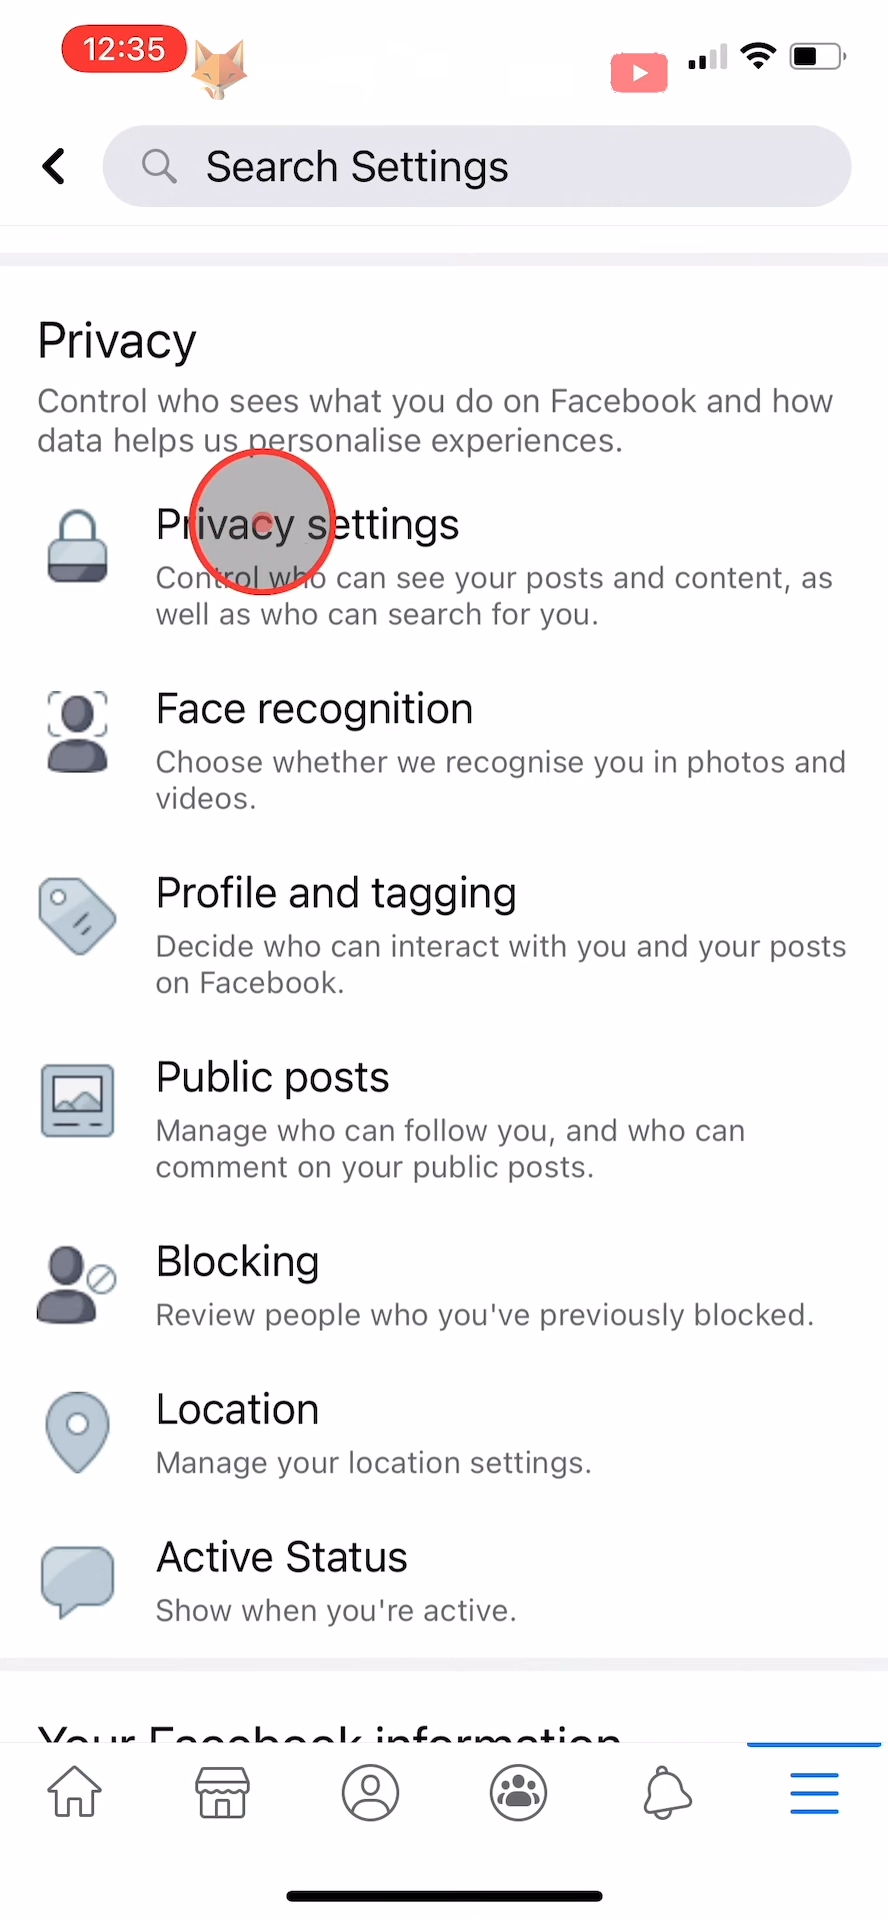 12:35
Search Settings
Privacy
Control who sees what you do on Facebook and how
data helps us personalise experiences.
Privacy settings
Control who can see your posts and content, as
well as who can search for you.
Face recognition
Choose whether we recognise you in photos and
videos.
Profile and tagging
Decide who can interact with you and your posts
on Facebook.
Public posts
Manage who can follow you, and who can
comment on your public posts.
Blocking
Review people who you've previously blocked.
Location
Manage your location settings.
Active Status
Show when you're active.
Your Facebook information